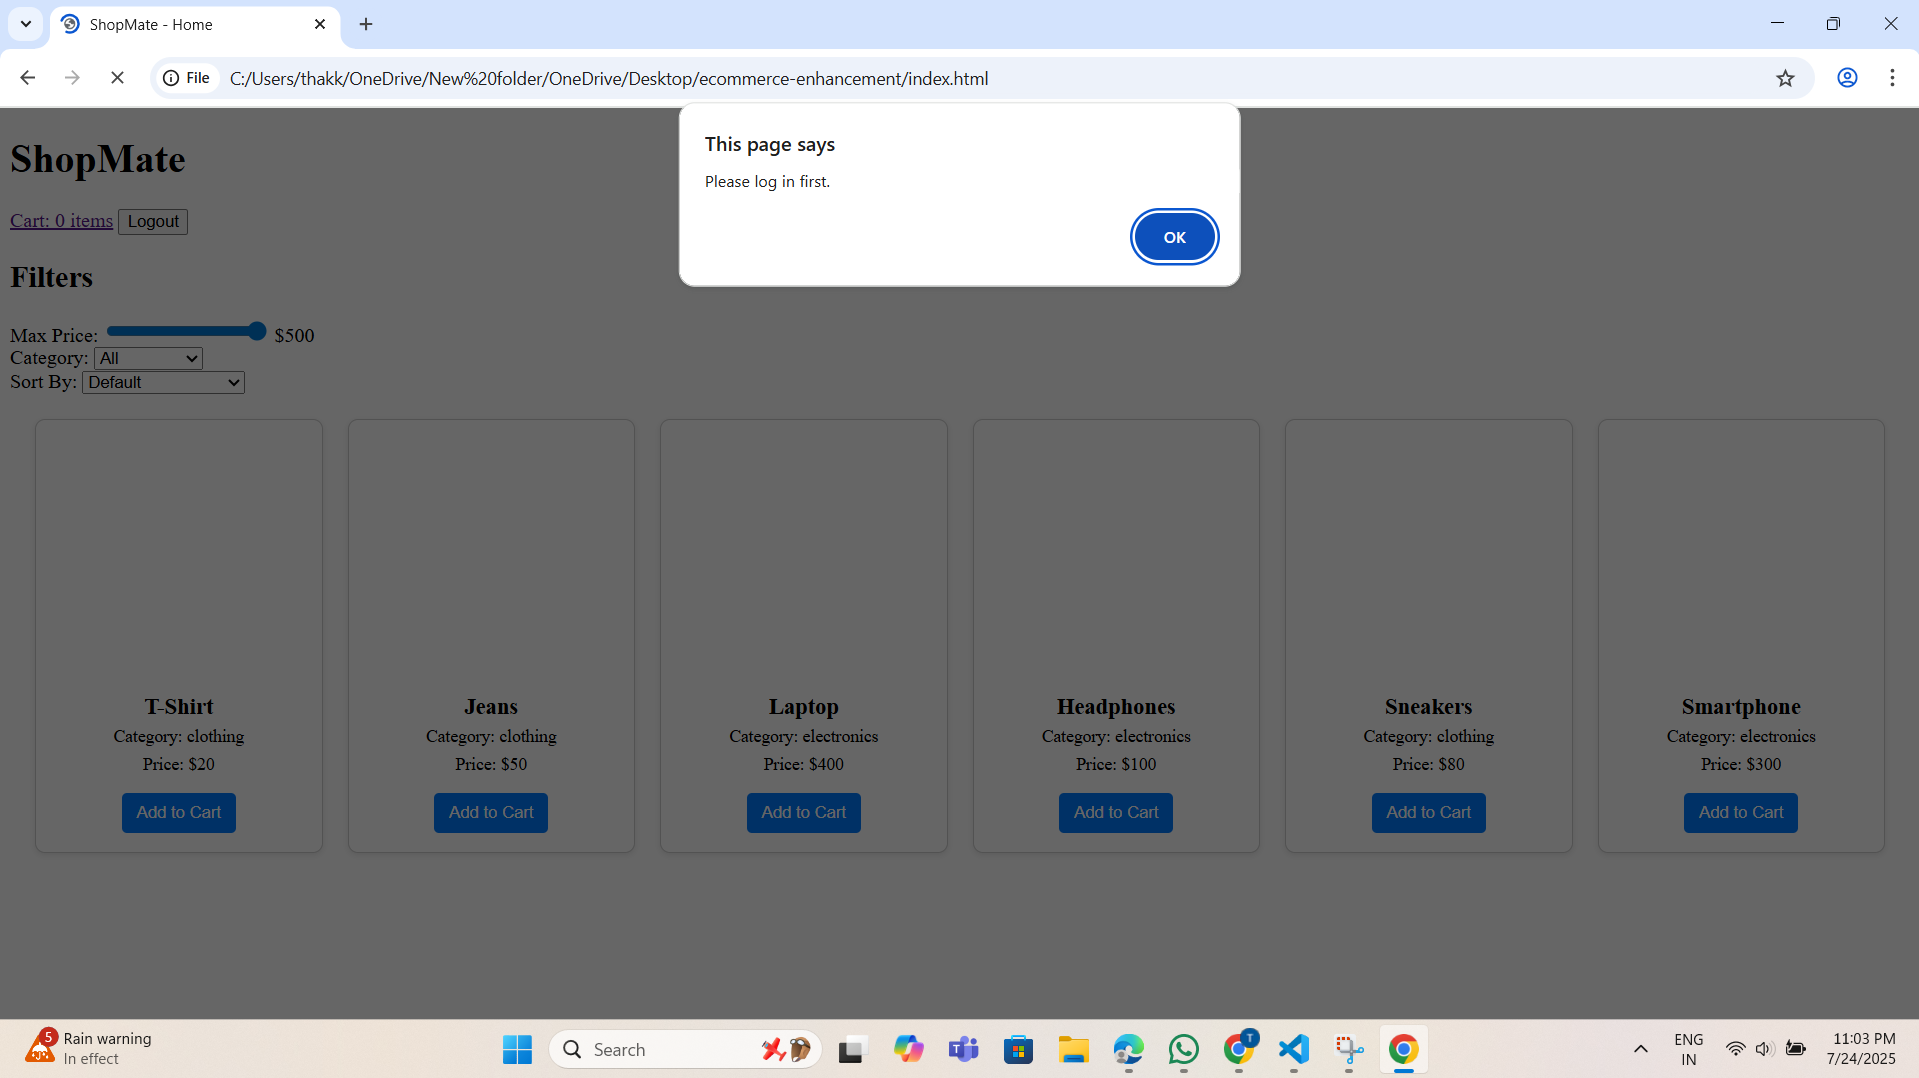 ShopMate - Home
File
C:/Users/thakk/OneDrive/New%20folder/OneDrive/Desktop/ecommerce-enhancement/index.html
This page says
Please log in first.
OK
ShopMate
Cart: 0 items Logout
Filters
Max Price: $500
Category: All
Sort By: Default
T-Shirt
Category: clothing
Price: $20
Add to Cart
Jeans
Category: clothing
Price: $50
Add to Cart
Laptop
Category: electronics
Price: $400
Add to Cart
Headphones
Category: electronics
Price: $100
Add to Cart
Sneakers
Category: clothing
Price: $80
Add to Cart
Smartphone
Category: electronics
Price: $300
Add to Cart
5
Rain warning
In effect
Search
T
ENG
IN
11:03 PM
7/24/2025